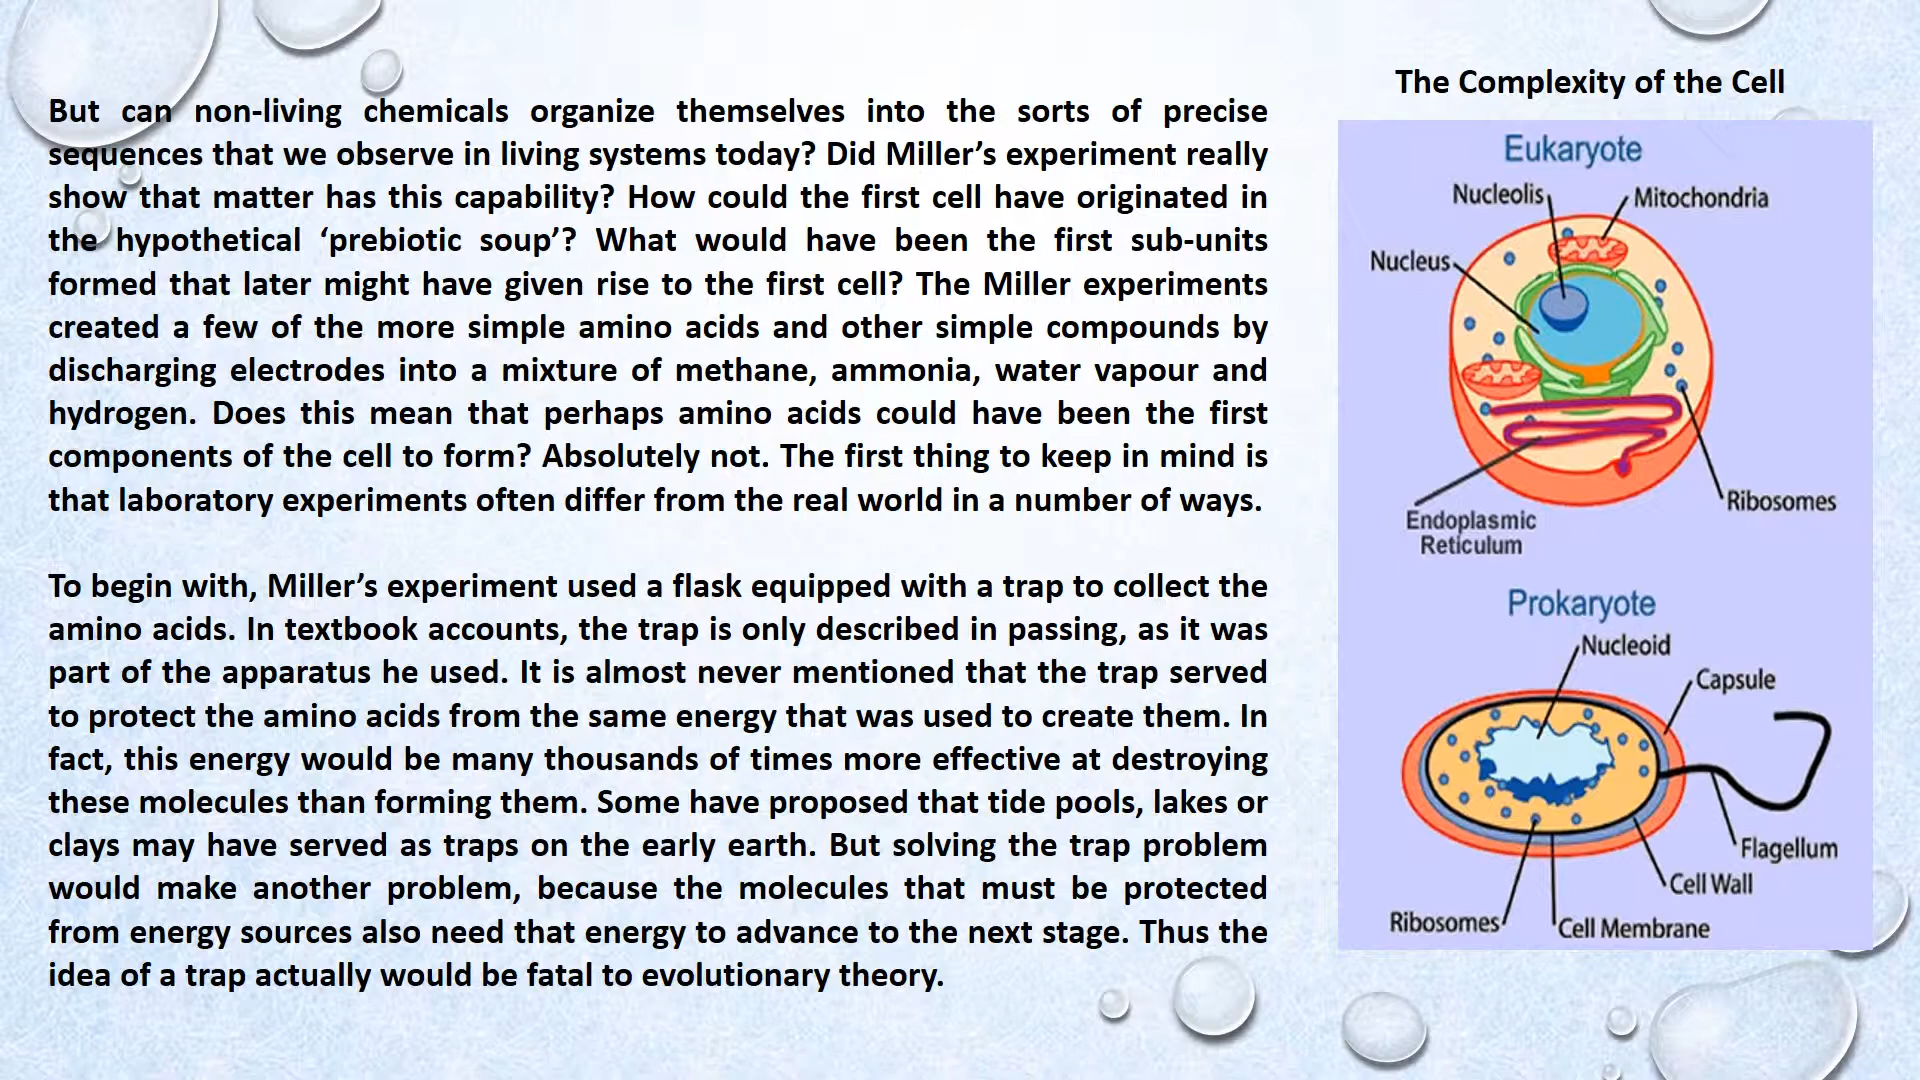 But can non-living chemicals organize themselves into the sorts of precise
sequences that we observe in living systems today? Did Miller’s experiment really
show that matter has this capability? How could the first cell have originated in
the hypothetical ‘prebiotic soup’? What would have been the first sub-units
formed that later might have given rise to the first cell? The Miller experiments
created a few of the more simple amino acids and other simple compounds by
discharging electrodes into a mixture of methane, ammonia, water vapour and
hydrogen. Does this mean that perhaps amino acids could have been the first
components of the cell to form? Absolutely not. The first thing to keep in mind is
that laboratory experiments often differ from the real world in a number of ways.
To begin with, Miller’s experiment used a flask equipped with a trap to collect the
amino acids. In textbook accounts, the trap is only described in passing, as it was
part of the apparatus he used. It is almost never mentioned that the trap served
to protect the amino acids from the same energy that was used to create them. In
fact, this energy would be many thousands of times more effective at destroying
these molecules than forming them. Some have proposed that tide pools, lakes or
clays may have served as traps on the early earth. But solving the trap problem
would make another problem, because the molecules that must be protected
from energy sources also need that energy to advance to the next stage. Thus the
idea of a trap actually would be fatal to evolutionary theory.
The Complexity of the Cell
Eukaryote
Nucleolis
Mitochondria
Nucleus
Ribosomes
Endoplasmic
Reticulum
Prokaryote
Nucleoid
Capsule
Flagellum
Cell Wall
Ribosomes
Cell Membrane